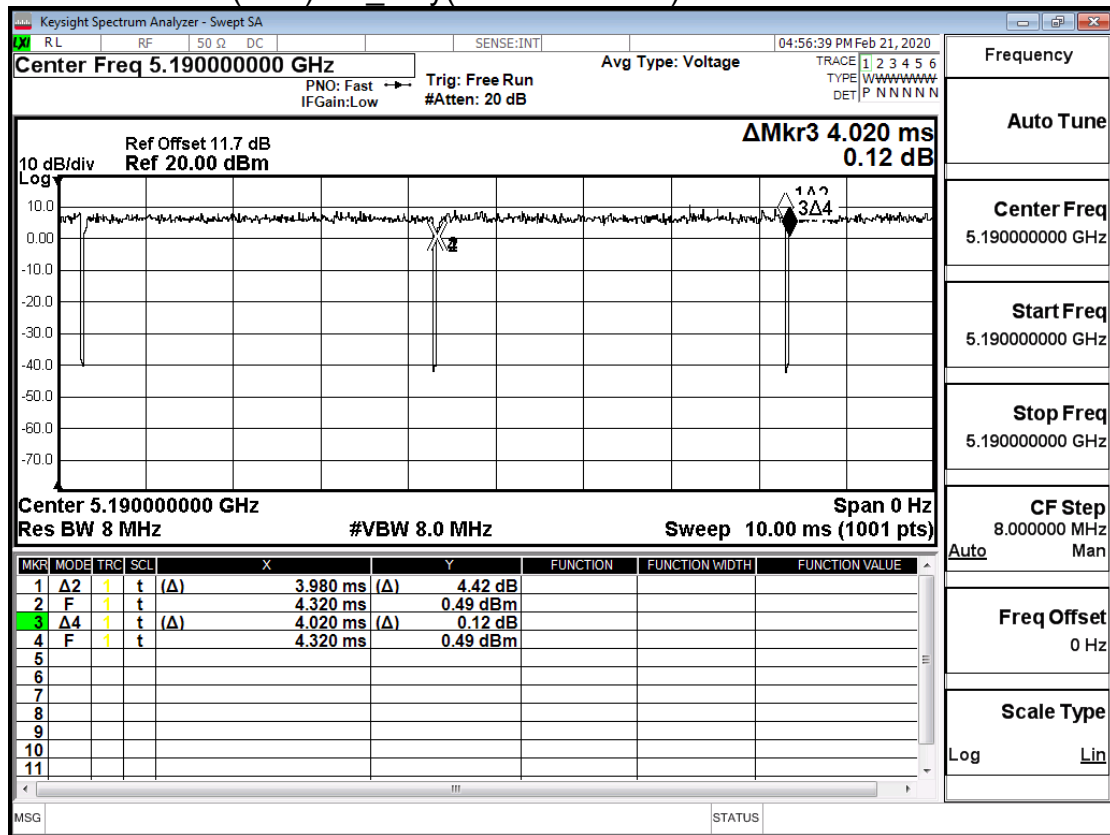 Keysight Spectrum Analyzer - Swept SA
LXI RL RF 50 Ω DC SENSE:INT 04:56:39 PM Feb 21, 2020
Center Freq 5.190000000 GHz Avg Type: Voltage TRACE 1 2 3 4 5 6
PNO: Fast Trig: Free Run TYPE WWWWWW
IFGain:Low #Atten: 20 dB DET P N N N N N
Frequency
Auto Tune
Center Freq
5.190000000 GHz
Start Freq
5.190000000 GHz
Stop Freq
5.190000000 GHz
CF Step
8.000000 MHz
Auto Man
Freq Offset
0 Hz
Scale Type
Log Lin
ΔMkr3 4.020 ms
0.12 dB
Ref Offset 11.7 dB
10 dB/div Ref 20.00 dBm
Log
10.0
0.00
-10.0
-20.0
-30.0
-40.0
-50.0
-60.0
-70.0
1Δ2
3Δ4
Center 5.190000000 GHz Span 0 Hz
Res BW 8 MHz #VBW 8.0 MHz Sweep 10.00 ms (1001 pts)
MKR MODE TRC SCL X Y FUNCTION FUNCTION WIDTH FUNCTION VALUE
1 Δ2 1 t (Δ) 3.980 ms (Δ) 4.42 dB
2 F 1 t 4.320 ms 0.49 dBm
3 Δ4 1 t (Δ) 4.020 ms (Δ) 0.12 dB
4 F 1 t 4.320 ms 0.49 dBm
5
6
7
8
9
10
11
MSG STATUS